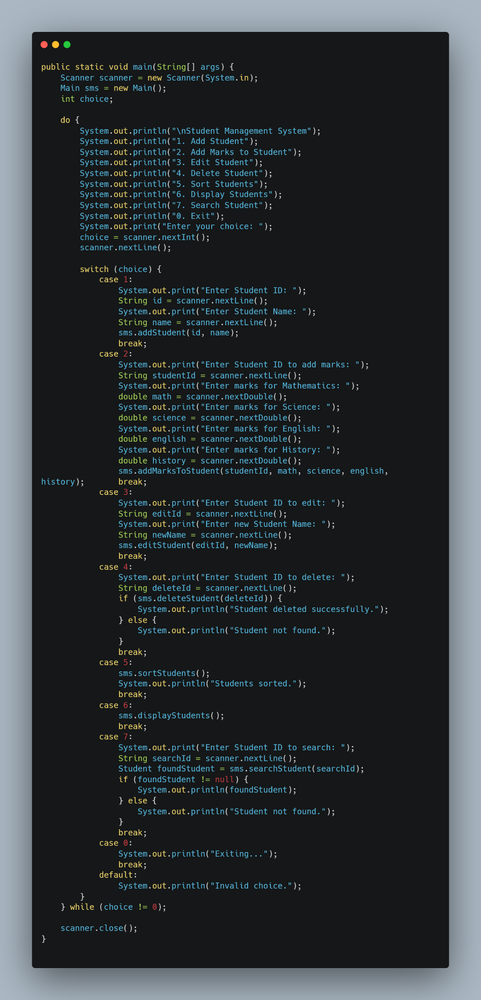 public static void main(String[] args) {
    Scanner scanner = new Scanner(System.in);
    Main sms = new Main();
    int choice;

    do {
        System.out.println("\nStudent Management System");
        System.out.println("1. Add Student");
        System.out.println("2. Add Marks to Student");
        System.out.println("3. Edit Student");
        System.out.println("4. Delete Student");
        System.out.println("5. Sort Students");
        System.out.println("6. Display Students");
        System.out.println("7. Search Student");
        System.out.println("0. Exit");
        System.out.print("Enter your choice: ");
        choice = scanner.nextInt();
        scanner.nextLine();

        switch (choice) {
            case 1:
                System.out.print("Enter Student ID: ");
                String id = scanner.nextLine();
                System.out.print("Enter Student Name: ");
                String name = scanner.nextLine();
                sms.addStudent(id, name);
                break;
            case 2:
                System.out.print("Enter Student ID to add marks: ");
                String studentId = scanner.nextLine();
                System.out.print("Enter marks for Mathematics: ");
                double math = scanner.nextDouble();
                System.out.print("Enter marks for Science: ");
                double science = scanner.nextDouble();
                System.out.print("Enter marks for English: ");
                double english = scanner.nextDouble();
                System.out.print("Enter marks for History: ");
                double history = scanner.nextDouble();
                sms.addMarksToStudent(studentId, math, science, english,
history);       break;
            case 3:
                System.out.print("Enter Student ID to edit: ");
                String editId = scanner.nextLine();
                System.out.print("Enter new Student Name: ");
                String newName = scanner.nextLine();
                sms.editStudent(editId, newName);
                break;
            case 4:
                System.out.print("Enter Student ID to delete: ");
                String deleteId = scanner.nextLine();
                if (sms.deleteStudent(deleteId)) {
                    System.out.println("Student deleted successfully.");
                } else {
                    System.out.println("Student not found.");
                }
                break;
            case 5:
                sms.sortStudents();
                System.out.println("Students sorted.");
                break;
            case 6:
                sms.displayStudents();
                break;
            case 7:
                System.out.print("Enter Student ID to search: ");
                String searchId = scanner.nextLine();
                Student foundStudent = sms.searchStudent(searchId);
                if (foundStudent != null) {
                    System.out.println(foundStudent);
                } else {
                    System.out.println("Student not found.");
                }
                break;
            case 0:
                System.out.println("Exiting...");
                break;
            default:
                System.out.println("Invalid choice.");
        }
    } while (choice != 0);

    scanner.close();
}